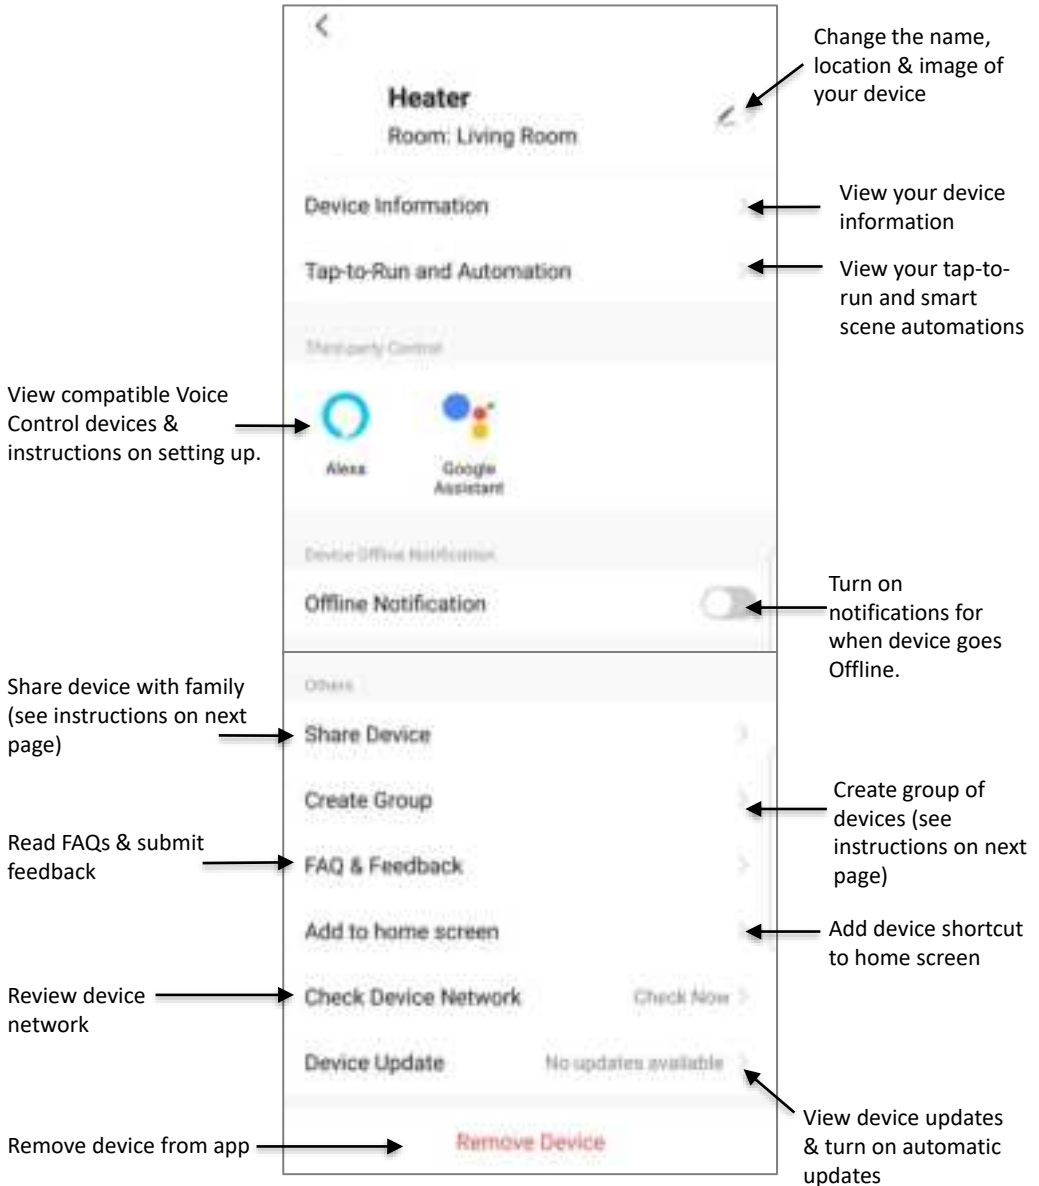 Change the name,
location & image of
your device
Heater
Room: Living Room
Device Information
View your device
information
Tap-to-Run and Automation
View your tap-to-
run and smart
scene automations
Third-party Control
View compatible Voice
Control devices &
instructions on setting up.
Alexa
Google
Assistant
Device Offline Notification
Offline Notification
Turn on
notifications for
when device goes
Offline.
Others
Share device with family
(see instructions on next
page)
Share Device
Create Group
Create group of
devices (see
instructions on next
page)
Read FAQs & submit
feedback
FAQ & Feedback
Add to home screen
Add device shortcut
to home screen
Review device
network
Check Device Network Check Now
Device Update No updates available
View device updates
& turn on automatic
updates
Remove device from app
Remove Device